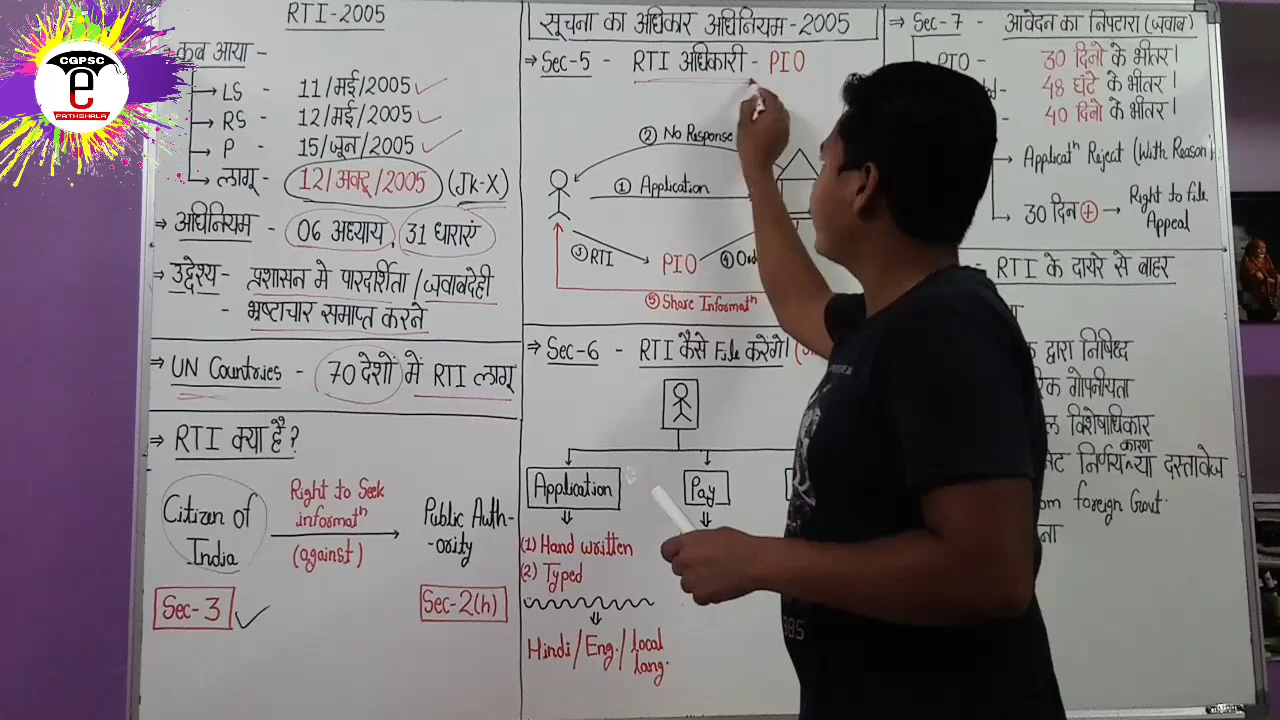 CGPSC
e
PATHSHALA
RTI-2005
कब आया -
LS - 11/मई/2005
RS - 12/मई/2005
P - 15/जून/2005
लागू - 12/अक्टू/2005 (JK-X)
⇒ अधिनियम - 06 अध्याय, 31 धाराएं
⇒ उद्देश्य - प्रशासन मे पारदर्शिता/जवाबदेही
- भ्रष्टाचार समाप्त करने
⇒ UN Countries - 70 देशों में RTI लागू
⇒ RTI क्या है?
Citizen of India
Right to Seek informatⁿ
(against)
Public Auth-
-ority
Sec-3
Sec-2(h)
सूचना का अधिकार अधिनियम-2005
⇒ Sec-5 - RTI अधिकारी - PIO
② No Response
① Application
③ RTI
PIO
④
⑤ Share Informatⁿ
⇒ Sec-6 - RTI कैसे File करेंगे।
Application
Pay
(1) Hand written
(2) Typed
Hindi/Eng./Local
lang.
⇒ Sec-7 - आवेदन का निपटारा (जवाब)
PIO - 30 दिनो के भीतर।
48 घंटे के भीतर।
- 40 दिनो के भीतर।
Applicatⁿ Reject (With Reason)
30 दिन + → Right to file
Appeal
- RTI के दायरे से बाहर
द्वारा निषिध्द
गोपनीयता
विशेषाधिकार
कारण
निर्णय या दस्तावेज
foreign Govt.